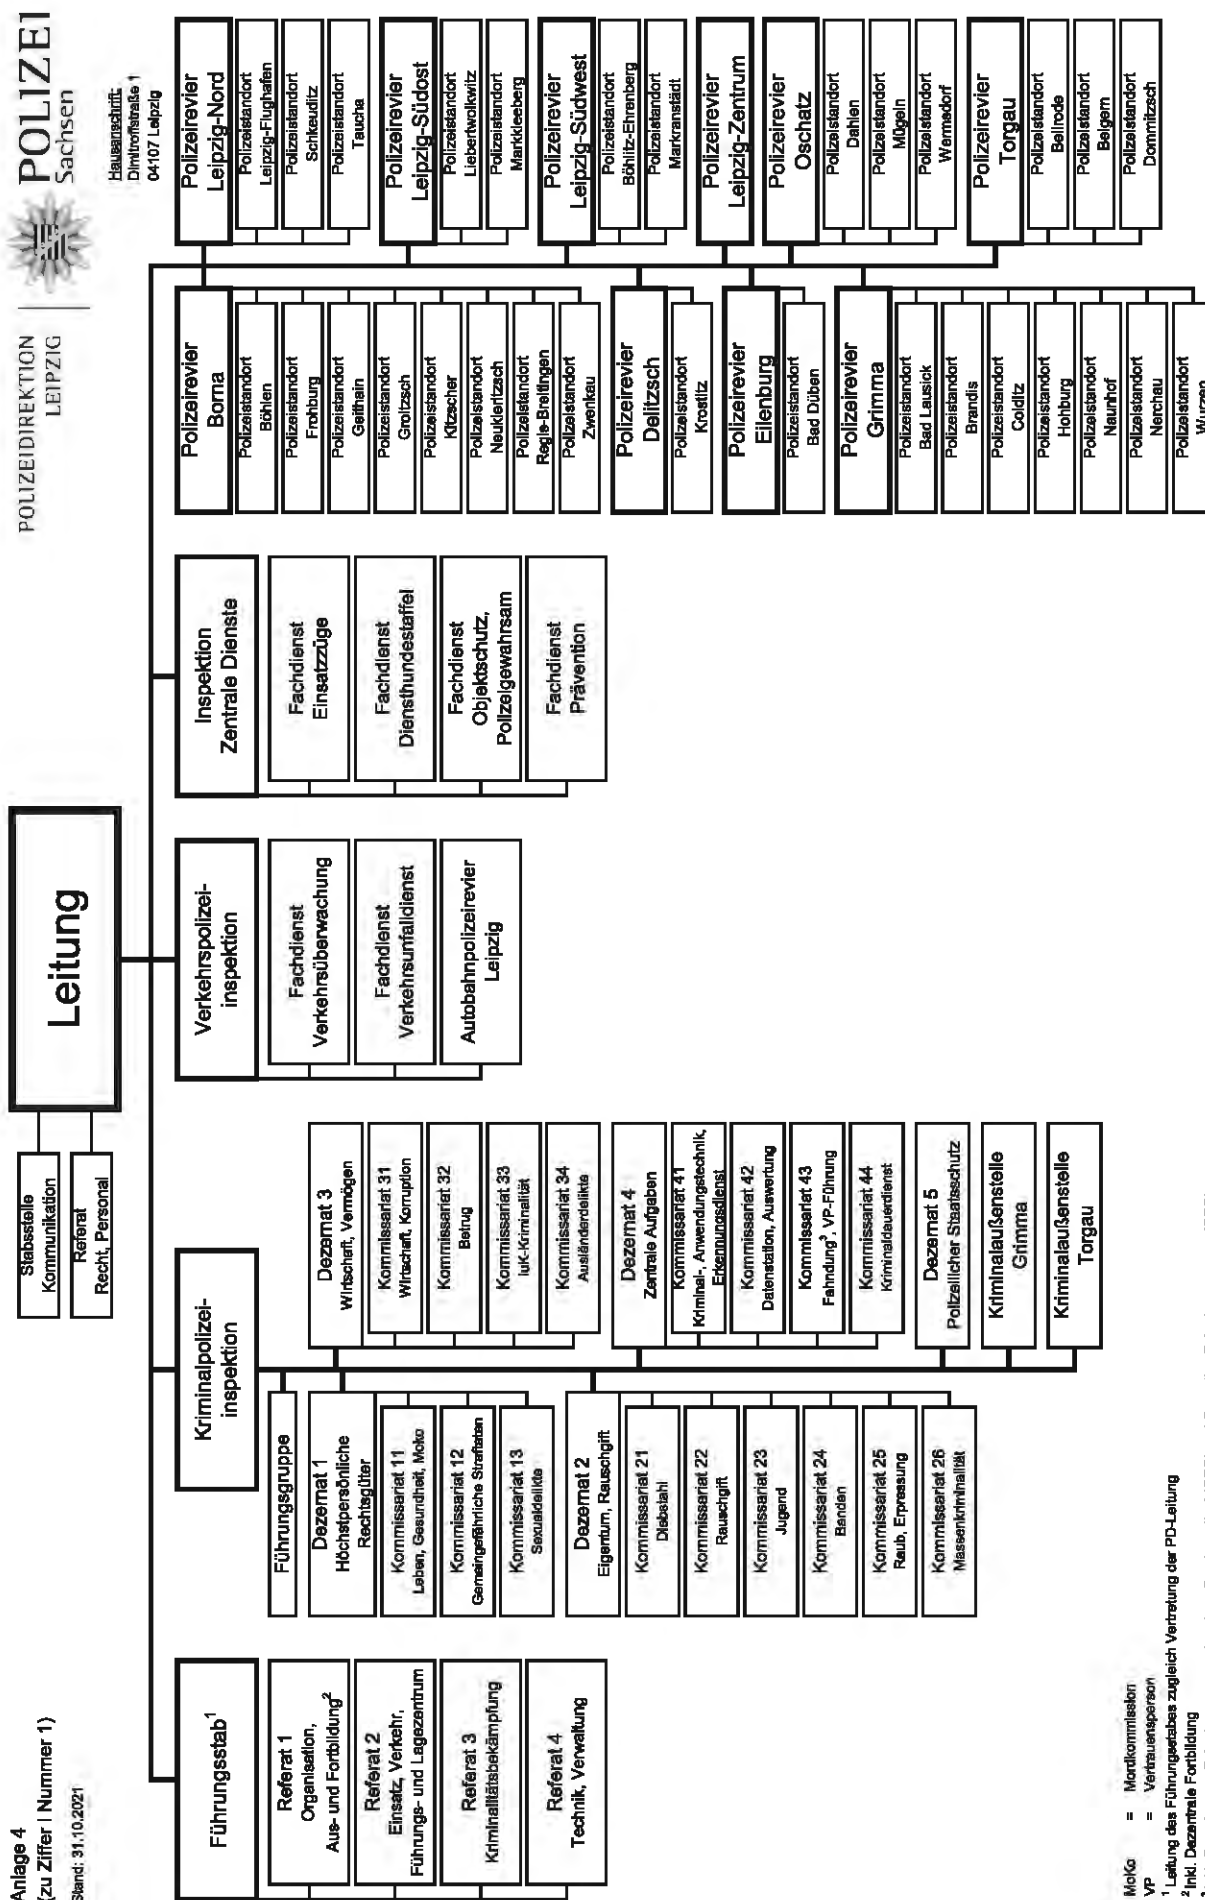 Anlage 4
(zu Ziffer I Nummer 1)
Stand: 31.10.2021
POLIZEIDIREKTION
LEIPZIG
POLIZEI
Sachsen
Hausanschrift:
Dimitroffstraße 1
04107 Leipzig
Leitung
Stabsstelle
Kommunikation
Referat
Recht, Personal
Führungsstab¹
Referat 1
Organisation,
Aus- und Fortbildung²
Referat 2
Einsatz, Verkehr,
Führungs- und Lagezentrum
Referat 3
Kriminalitätsbekämpfung
Referat 4
Technik, Verwaltung
Kriminalpolizei-
inspektion
Führungsgruppe
Dezernat 1
Höchstpersönliche
Rechtsgüter
Kommissariat 11
Leben, Gesundheit, Moko
Kommissariat 12
Gemeingefährliche Straftaten
Kommissariat 13
Sexualdelikte
Dezernat 2
Eigentum, Rauschgift
Kommissariat 21
Diebstahl
Kommissariat 22
Rauschgift
Kommissariat 23
Jugend
Kommissariat 24
Banden
Kommissariat 25
Raub, Erpressung
Kommissariat 26
Massenkriminalität
Dezernat 3
Wirtschaft, Vermögen
Kommissariat 31
Wirtschaft, Korruption
Kommissariat 32
Betrug
Kommissariat 33
IuK-Kriminalität
Kommissariat 34
Ausländerdelikte
Dezernat 4
Zentrale Aufgaben
Kommissariat 41
Kriminal-, Anwendungstechnik,
Erkennungsdienst
Kommissariat 42
Datenstation, Auswertung
Kommissariat 43
Fahndung³, VP-Führung
Kommissariat 44
Kriminaldauerdienst
Dezernat 5
Polizeilicher Staatsschutz
Kriminalaußenstelle
Grimma
Kriminalaußenstelle
Torgau
Verkehrspolizei-
inspektion
Fachdienst
Verkehrsüberwachung
Fachdienst
Verkehrsunfalldienst
Autobahnpolizeirevier
Leipzig
Inspektion
Zentrale Dienste
Fachdienst
Einsatzzüge
Fachdienst
Diensthundestaffel
Fachdienst
Objektschutz,
Polizeigewahrsam
Fachdienst
Prävention
Polizeirevier
Borna
Polizeistandort
Böhlen
Polizeistandort
Frohburg
Polizeistandort
Geithain
Polizeistandort
Groitzsch
Polizeistandort
Kitzscher
Polizeistandort
Neukieritzsch
Polizeistandort
Regis-Breitingen
Polizeistandort
Zwenkau
Polizeirevier
Delitzsch
Polizeistandort
Krostitz
Polizeirevier
Eilenburg
Polizeistandort
Bad Düben
Polizeirevier
Grimma
Polizeistandort
Bad Lausick
Polizeistandort
Brandis
Polizeistandort
Colditz
Polizeistandort
Hohburg
Polizeistandort
Naunhof
Polizeistandort
Nerchau
Polizeistandort
Wurzen
Polizeirevier
Leipzig-Nord
Polizeistandort
Leipzig-Flughafen
Polizeistandort
Schkeuditz
Polizeistandort
Taucha
Polizeirevier
Leipzig-Südost
Polizeistandort
Liebertwolkwitz
Polizeistandort
Markkleeberg
Polizeirevier
Leipzig-Südwest
Polizeistandort
Böhlitz-Ehrenberg
Polizeistandort
Markranstädt
Polizeirevier
Leipzig-Zentrum
Polizeirevier
Oschatz
Polizeistandort
Dahlen
Polizeistandort
Mügeln
Polizeistandort
Wermsdorf
Polizeirevier
Torgau
Polizeistandort
Beilrode
Polizeistandort
Belgern
Polizeistandort
Dommitzsch
MoKo = Mordkommission
VP = Vertrauensperson
¹ Leitung des Führungsstabes zugleich Vertretung der PD-Leitung
² Inkl. Dezentrale Fortbildung